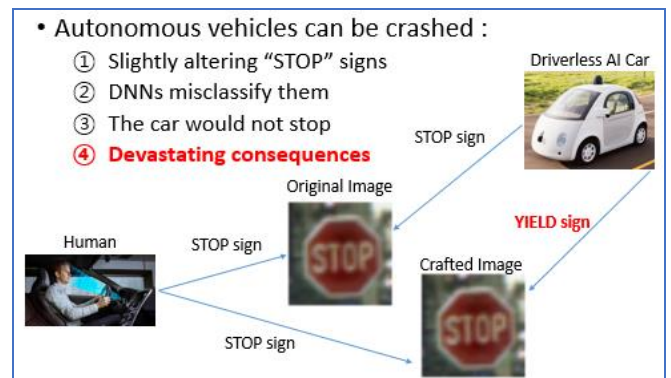 • Autonomous vehicles can be crashed :
① Slightly altering “STOP” signs
② DNNs misclassify them
③ The car would not stop
④ Devastating consequences
Driverless AI Car
STOP sign
Original Image
YIELD sign
Human
STOP sign
STOP
Crafted Image
STOP
STOP sign